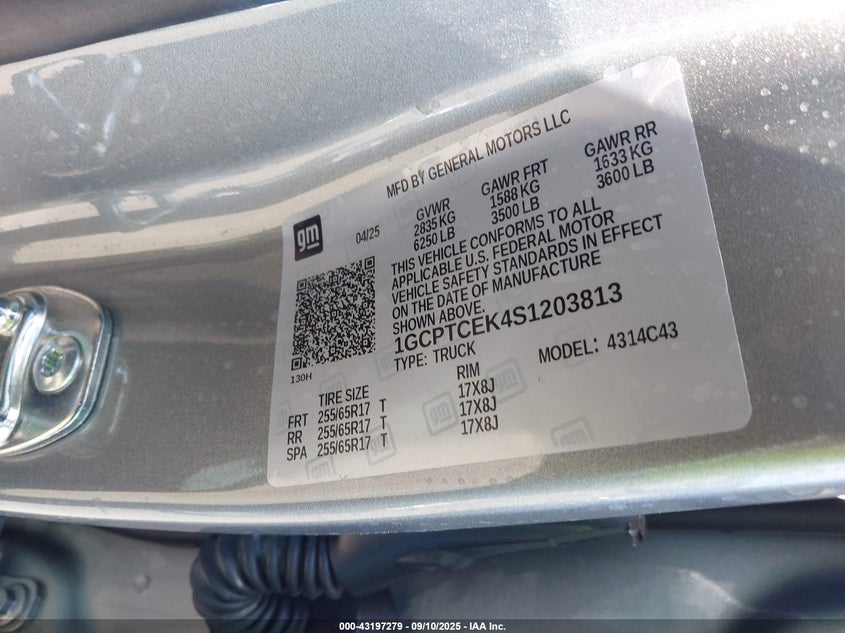 MFD BY GENERAL MOTORS LLC
gm
04/25
GVWR GAWR FRT GAWR RR
2835 KG 1588 KG 1633 KG
6250 LB 3500 LB 3600 LB
THIS VEHICLE CONFORMS TO ALL
APPLICABLE U.S. FEDERAL MOTOR
VEHICLE SAFETY STANDARDS IN EFFECT
ON THE DATE OF MANUFACTURE
SHOWN ABOVE.
1GCPTCEK4S1203813
TYPE: TRUCK MODEL: 4314C43
130H
TIRE SIZE RIM
FRT 255/65R17 T 17X8J
RR 255/65R17 T 17X8J
SPA 255/65R17 T 17X8J
000-43197279 - 09/10/2025 - IAA Inc.